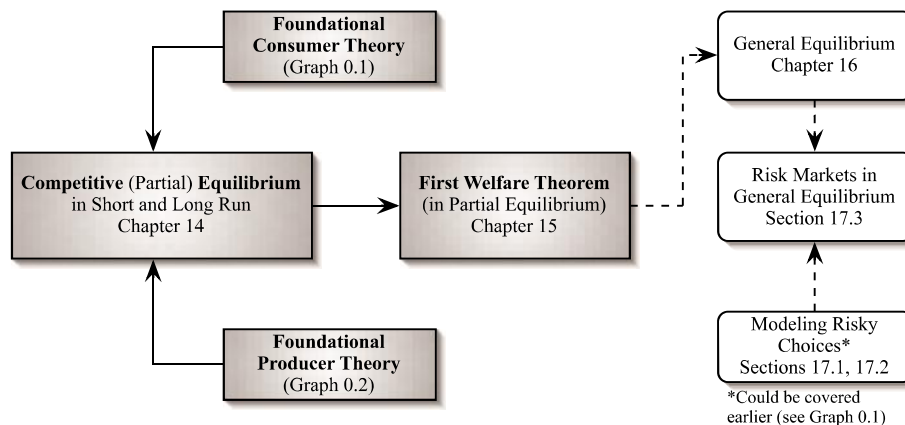 Foundational
Consumer Theory
(Graph 0.1)
General Equilibrium
Chapter 16
Competitive (Partial) Equilibrium
in Short and Long Run
Chapter 14
First Welfare Theorem
(in Partial Equilibrium)
Chapter 15
Risk Markets in
General Equilibrium
Section 17.3
Foundational
Producer Theory
(Graph 0.2)
Modeling Risky
Choices*
Sections 17.1, 17.2
*Could be covered
earlier (see Graph 0.1)